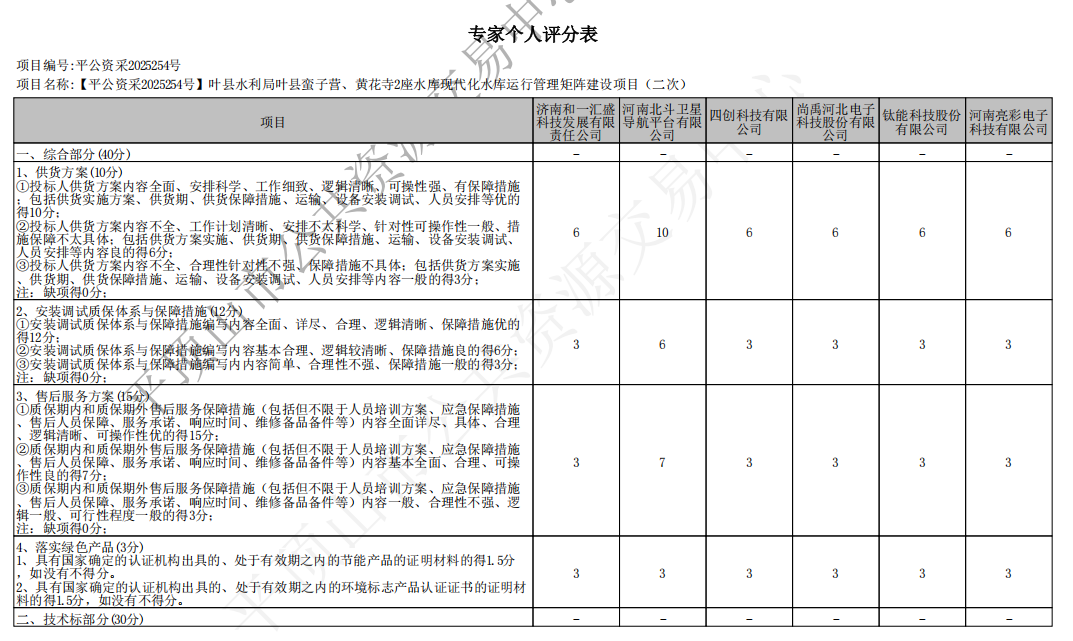 专家个人评分表
项目编号:平公资采2025254号
项目名称:【平公资采2025254号】叶县水利局叶县蛮子营、黄花寺2座水库现代化水库运行管理矩阵建设项目（二次）
项目
济南和一汇盛
科技发展有限
责任公司
河南北斗卫星
导航平台有限
公司
四创科技有限
公司
尚禹河北电子
科技股份有限
公司
钛能科技股份
有限公司
河南亮彩电子
科技有限公司
一、综合部分(40分) – – – – – –
1、供货方案(10分)
①投标人供货方案内容全面、安排科学、工作细致、逻辑清晰、可操性强、有保障措施
；包括供货实施方案、供货期、供货保障措施、运输、设备安装调试、人员安排等优的
得10分；
②投标人供货方案内容不全、工作计划清晰、安排不太科学、针对性可操作性一般、措
施保障不太具体；包括供货方案实施、供货期、供货保障措施、运输、设备安装调试、
人员安排等内容良的得6分；
③投标人供货方案内容不全、合理性针对性不强、保障措施不具体；包括供货方案实施
、供货期、供货保障措施、运输、设备安装调试、人员安排等内容一般的得3分；
注：缺项得0分；
6 10 6 6 6 6
2、安装调试质保体系与保障措施(12分)
①安装调试质保体系与保障措施编写内容全面、详尽、合理、逻辑清晰、保障措施优的
得12分；
②安装调试质保体系与保障措施编写内容基本合理、逻辑较清晰、保障措施良的得6分；
③安装调试质保体系与保障措施编写内内容简单、合理性不强、保障措施一般的得3分；
注：缺项得0分；
3 6 3 3 3 3
3、售后服务方案(15分)
①质保期内和质保期外售后服务保障措施（包括但不限于人员培训方案、应急保障措施
、售后人员保障、服务承诺、响应时间、维修备品备件等）内容全面详尽、具体、合理
、逻辑清晰、可操作性优的得15分；
②质保期内和质保期外售后服务保障措施（包括但不限于人员培训方案、应急保障措施
、售后人员保障、服务承诺、响应时间、维修备品备件等）内容基本全面、合理、可操
作性良的得7分；
③质保期内和质保期外售后服务保障措施（包括但不限于人员培训方案、应急保障措施
、售后人员保障、服务承诺、响应时间、维修备品备件等）内容一般、合理性不强、逻
辑一般、可行性程度一般的得3分；
注：缺项得0分；
3 7 3 3 3 3
4、落实绿色产品(3分)
1、具有国家确定的认证机构出具的、处于有效期之内的节能产品的证明材料的得1.5分
，如没有不得分。
2、具有国家确定的认证机构出具的、处于有效期之内的环境标志产品认证证书的证明材
料的得1.5分，如没有不得分。
3 3 3 3 3 3
二、技术标部分(30分) – – – – – –
平顶山市公共资源交易中心
平顶山市公共资源交易中心